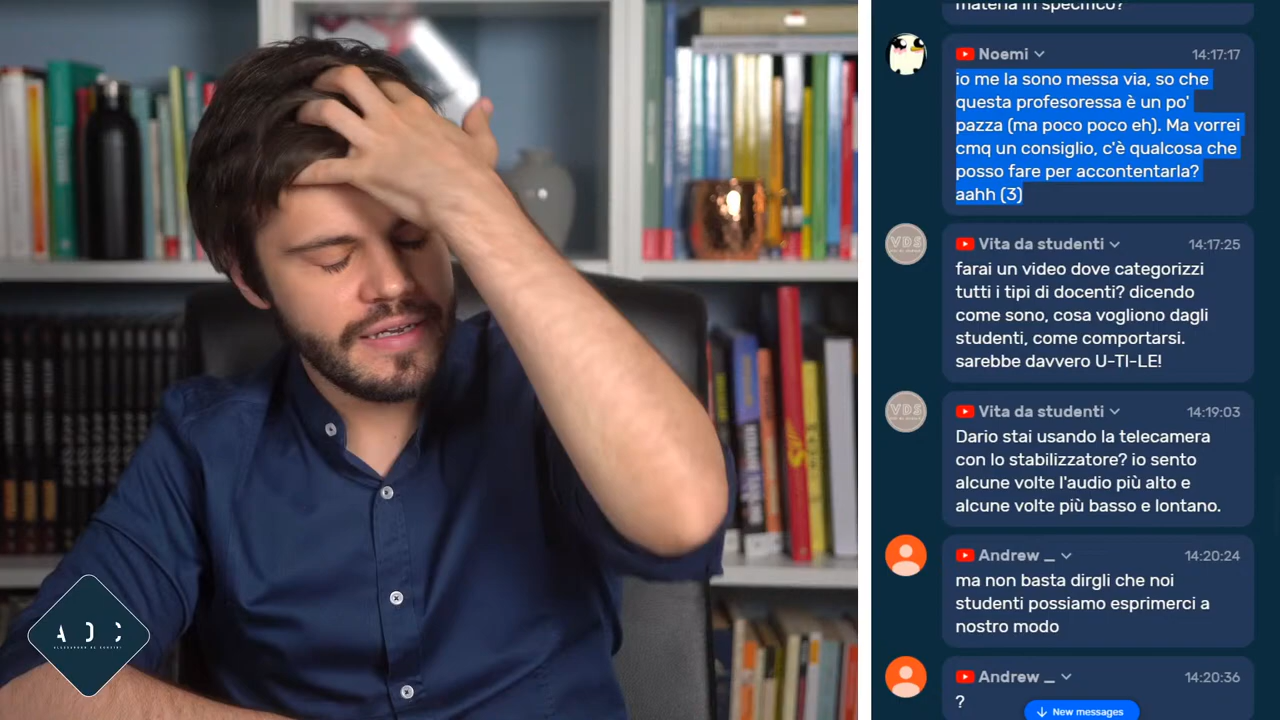 materia in specifico?
Noemi
14:17:17
io me la sono messa via, so che
questa profesoressa è un po'
pazza (ma poco poco eh). Ma vorrei
cmq un consiglio, c'è qualcosa che
posso fare per accontentarla?
aahh (3)
VDS
Vita da studenti
14:17:25
farai un video dove categorizzi
tutti i tipi di docenti? dicendo
come sono, cosa vogliono dagli
studenti, come comportarsi.
sarebbe davvero U-TI-LE!
VDS
Vita da studenti
14:19:03
Dario stai usando la telecamera
con lo stabilizzatore? io sento
alcune volte l'audio più alto e
alcune volte più basso e lontano.
Andrew _
14:20:24
ma non basta dirgli che noi
studenti possiamo esprimerci a
nostro modo
Andrew _
14:20:36
?
New messages